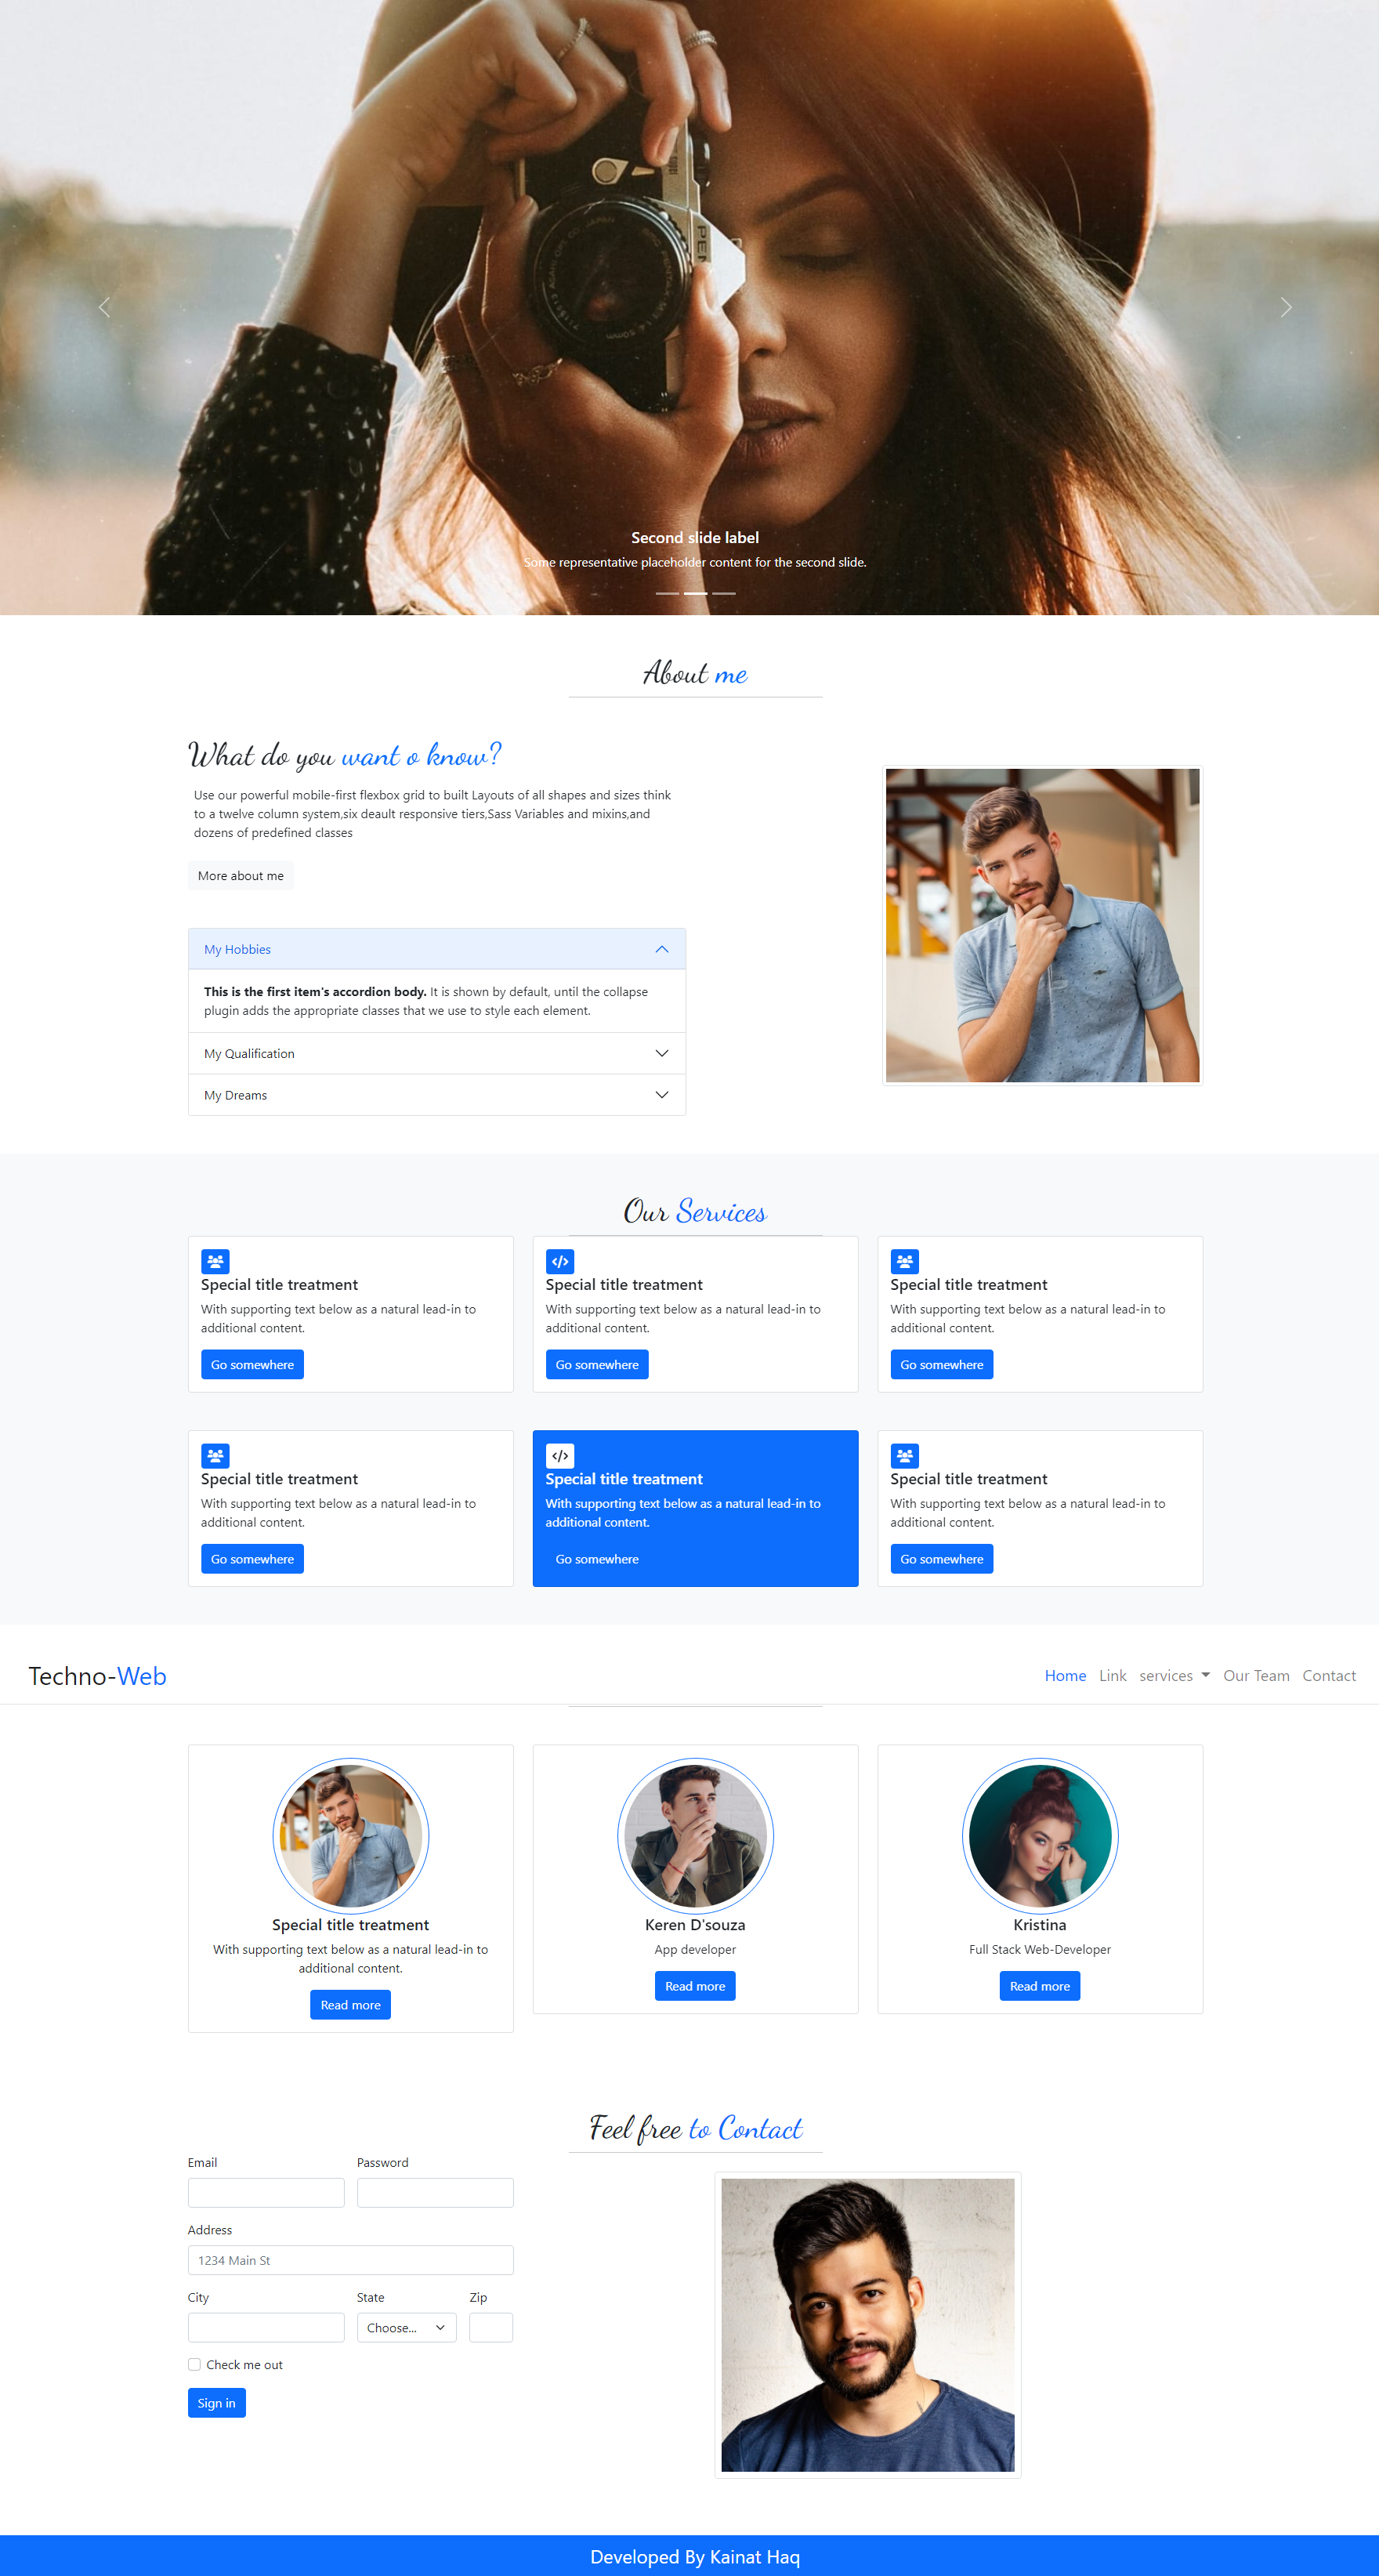 PEN
Second slide label
Some representative placeholder content for the second slide.
About me
What do you want o know?
Use our powerful mobile-first flexbox grid to built Layouts of all shapes and sizes think
to a twelve column system,six deault responsive tiers,Sass Variables and mixins,and
dozens of predefined classes
More about me
My Hobbies
This is the first item's accordion body. It is shown by default, until the collapse
plugin adds the appropriate classes that we use to style each element.
My Qualification
My Dreams
Our Services
Special title treatment
With supporting text below as a natural lead-in to
additional content.
Go somewhere
Special title treatment
With supporting text below as a natural lead-in to
additional content.
Go somewhere
Special title treatment
With supporting text below as a natural lead-in to
additional content.
Go somewhere
Special title treatment
With supporting text below as a natural lead-in to
additional content.
Go somewhere
Special title treatment
With supporting text below as a natural lead-in to
additional content.
Go somewhere
Special title treatment
With supporting text below as a natural lead-in to
additional content.
Go somewhere
Techno-Web
Home Link services Our Team Contact
Special title treatment
With supporting text below as a natural lead-in to
additional content.
Read more
Keren D'souza
App developer
Read more
Kristina
Full Stack Web-Developer
Read more
Feel free to Contact
Email Password
Address
1234 Main St
City State Zip
Choose...
Check me out
Sign in
Developed By Kainat Haq